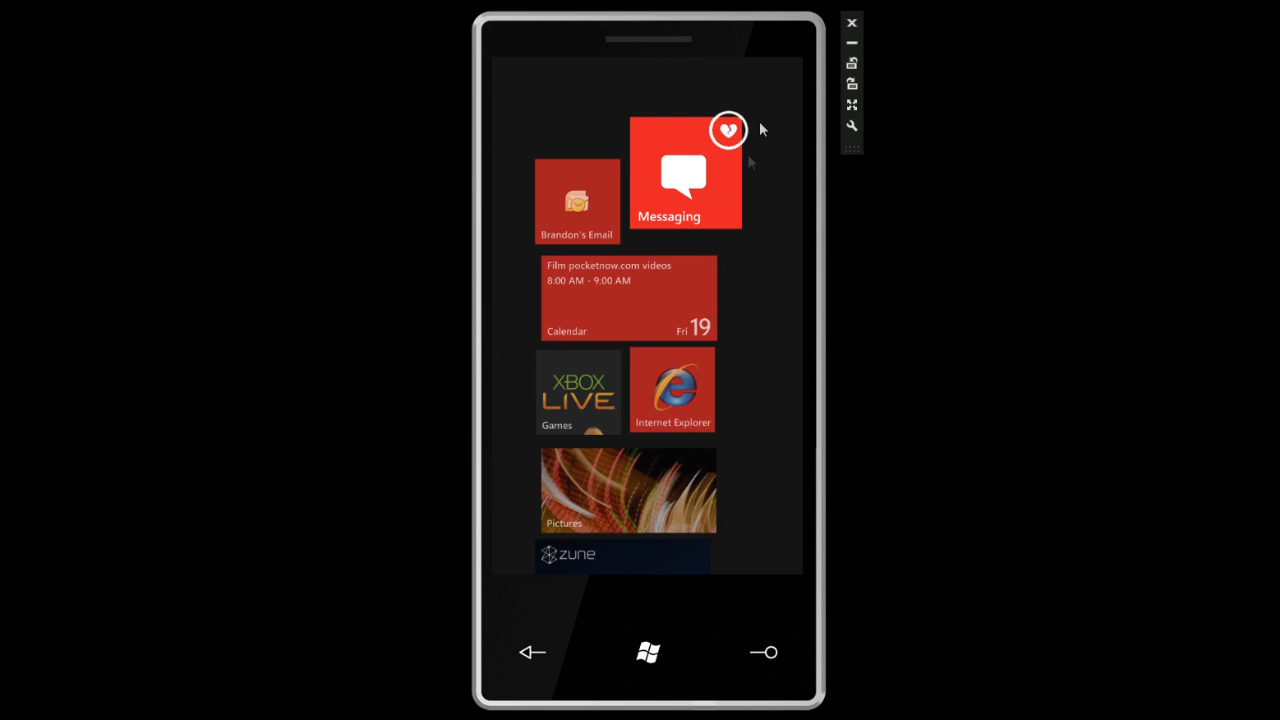 Messaging
Brandon's Email
Film pocketnow.com videos
8:00 AM - 9:00 AM
Calendar
Fri 19
XBOX
LIVE
Games
Internet Explorer
Pictures
zune